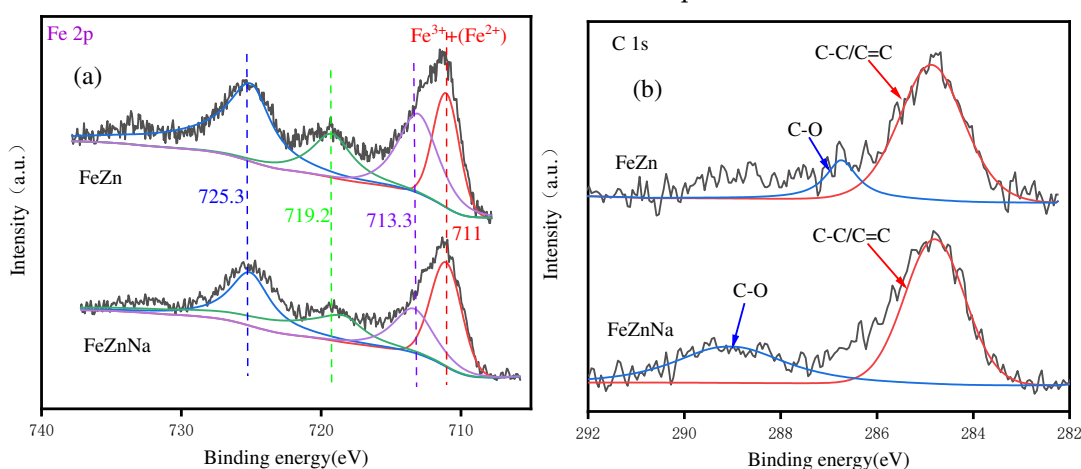 Fe 2p
Fe3++(Fe2+)
(a)
FeZn
725.3
719.2
713.3
711
FeZnNa
Intensity（a.u.）
740
730
720
710
Binding energy(eV)
C 1s
C-C/C=C
(b)
C-O
FeZn
C-C/C=C
C-O
FeZnNa
Intensity（a.u.）
292
290
288
286
284
282
Binding energy(eV)